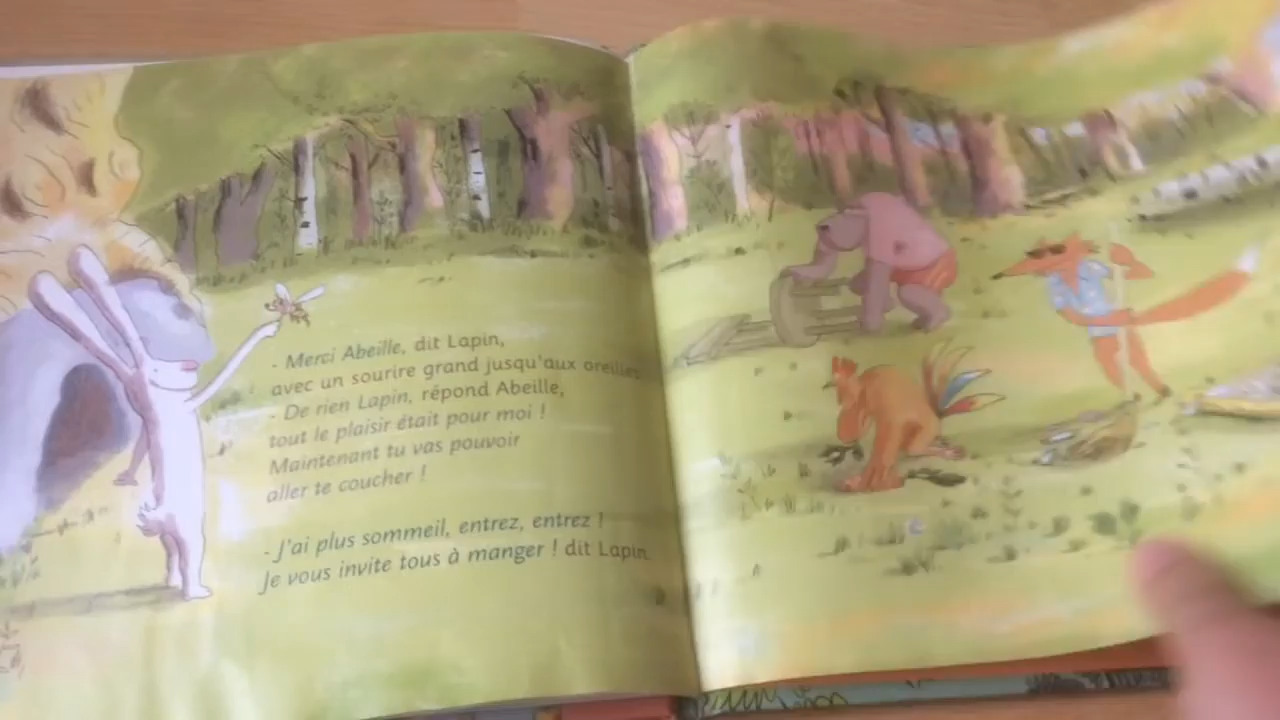 - Merci Abeille, dit Lapin,
avec un sourire grand jusqu'aux oreilles.
- De rien Lapin, répond Abeille,
tout le plaisir était pour moi !
Maintenant tu vas pouvoir
aller te coucher !
- J'ai plus sommeil, entrez, entrez !
Je vous invite tous à manger ! dit Lapin.